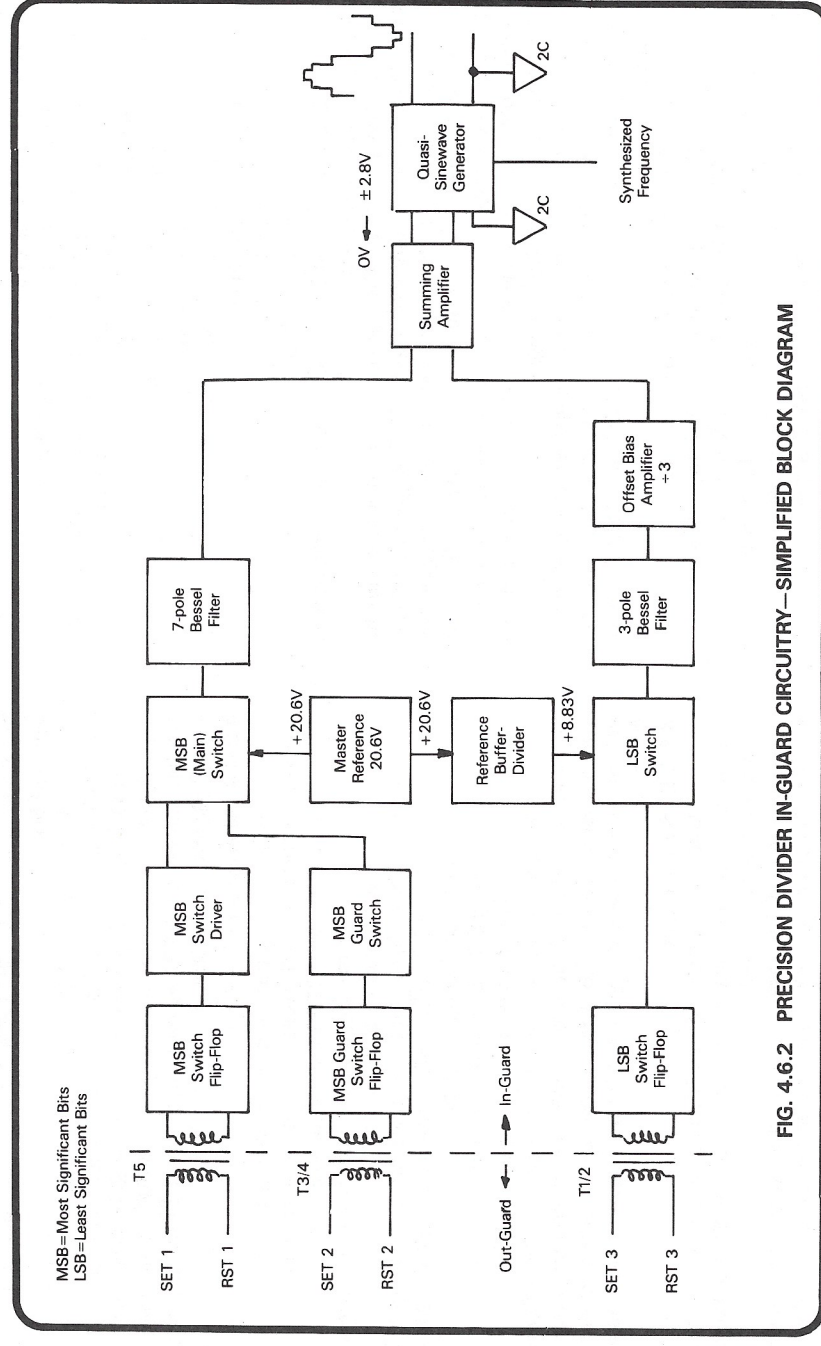 MSB=Most Significant Bits
LSB=Least Significant Bits
SET 1
RST 1
T5
MSB
Switch
Flip-Flop
MSB
Switch
Driver
MSB
(Main)
Switch
7-pole
Bessel
Filter
SET 2
RST 2
T3/4
MSB Guard
Switch
Flip-Flop
MSB
Guard
Switch
+20.6V
Master
Reference
20.6V
+20.6V
Reference
Buffer-
Divider
+8.83V
Out-Guard
In-Guard
SET 3
RST 3
T1/2
LSB
Switch
Flip-Flop
LSB
Switch
3-pole
Bessel
Filter
Offset Bias
Amplifier
÷3
Summing
Amplifier
OV
±2.8V
Quasi-
Sinewave
Generator
2C
2C
Synthesized
Frequency
FIG. 4.6.2 PRECISION DIVIDER IN-GUARD CIRCUITRY—SIMPLIFIED BLOCK DIAGRAM